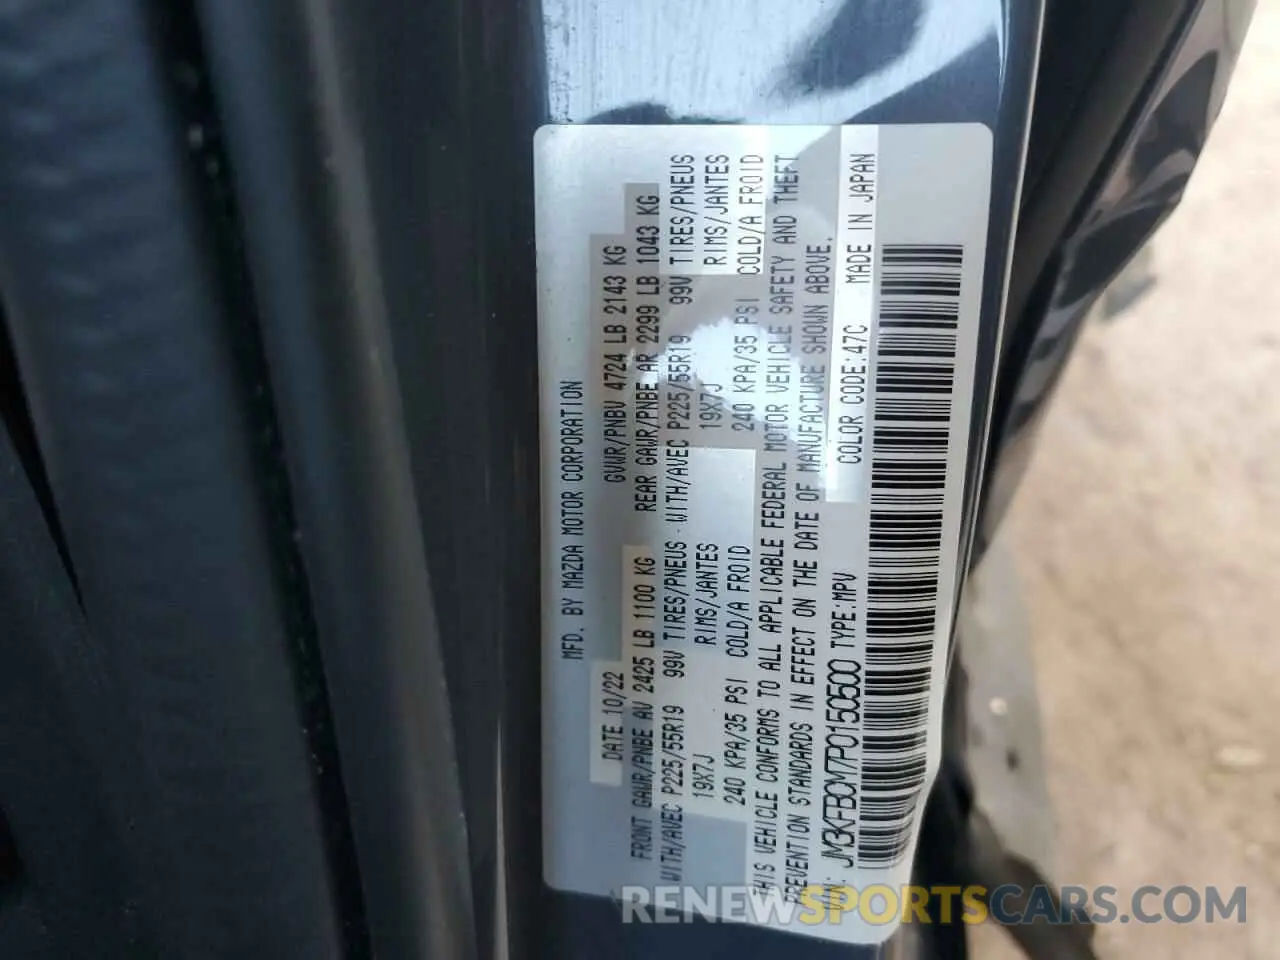 MFD. BY MAZDA MOTOR CORPORATION
DATE 10/22 GVWR/PNBV 4724 LB 2143 KG
FRONT GAWR/PNBE AV 2425 LB 1100 KG REAR GAWR/PNBE AR 2299 LB 1043 KG
WITH/AVEC P225/55R19 99V TIRES/PNEUS WITH/AVEC P225/55R19 99V TIRES/PNEUS
19X7J RIMS/JANTES 19X7J RIMS/JANTES
240 KPA/35 PSI COLD/A FROID 240 KPA/35 PSI COLD/A FROID
THIS VEHICLE CONFORMS TO ALL APPLICABLE FEDERAL MOTOR VEHICLE SAFETY AND THEFT
PREVENTION STANDARDS IN EFFECT ON THE DATE OF MANUFACTURE SHOWN ABOVE.
VIN: JM3KFBCM7P0150500 TYPE:MPV COLOR CODE:47C MADE IN JAPAN
RENEWSPORTSCARS.COM